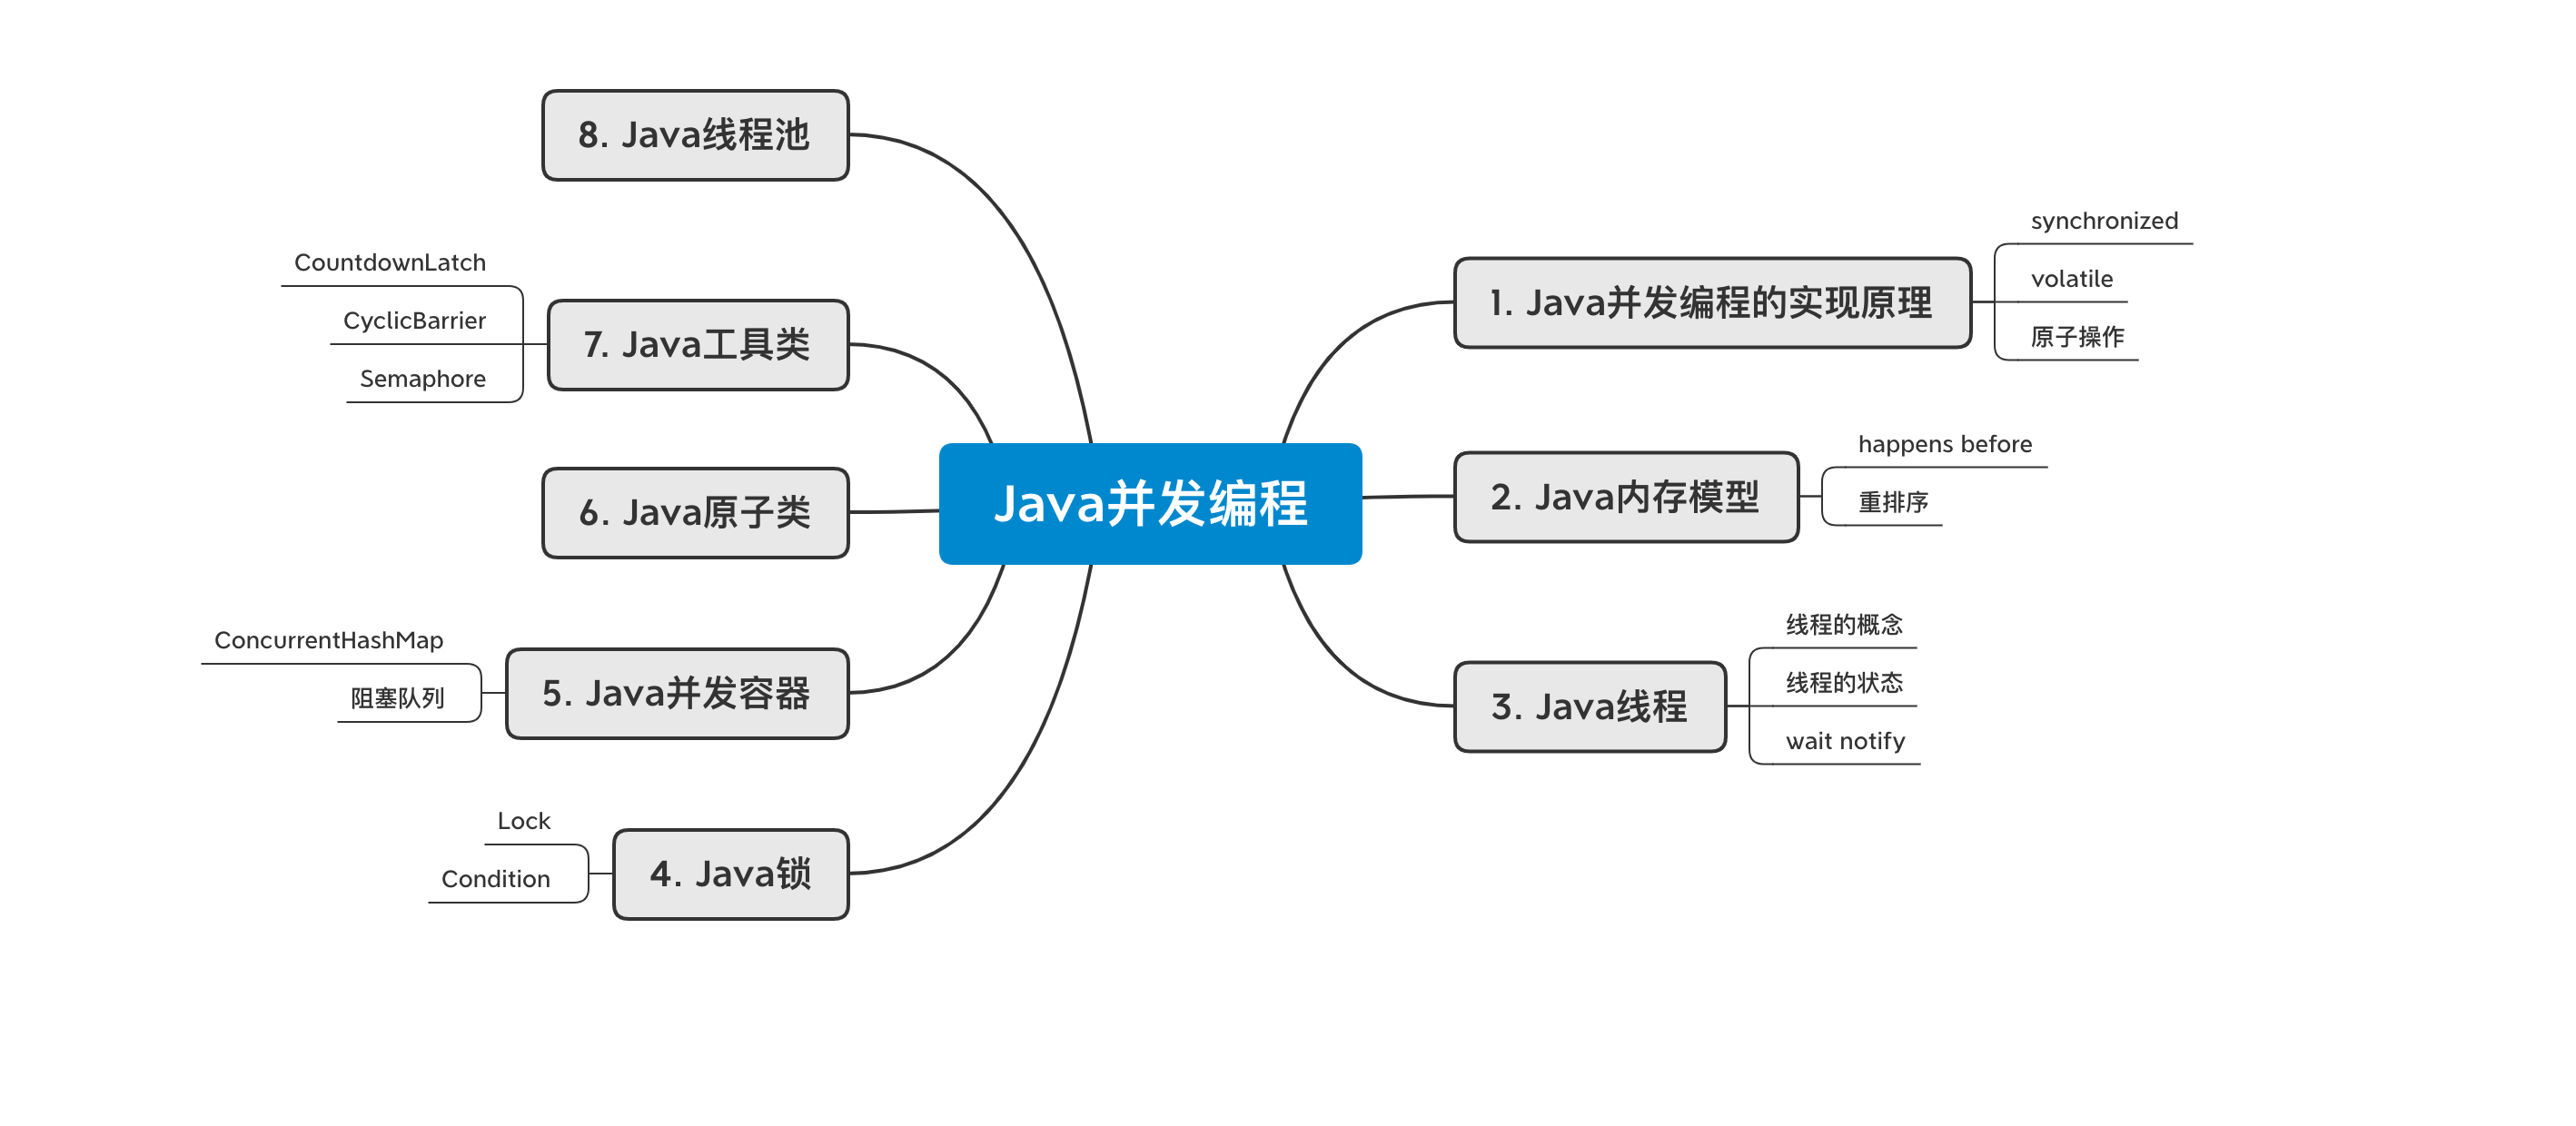 Java并发编程
1. Java并发编程的实现原理
synchronized
volatile
原子操作
2. Java内存模型
happens before
重排序
3. Java线程
线程的概念
线程的状态
wait notify
4. Java锁
Lock
Condition
5. Java并发容器
ConcurrentHashMap
阻塞队列
6. Java原子类
7. Java工具类
CountdownLatch
CyclicBarrier
Semaphore
8. Java线程池